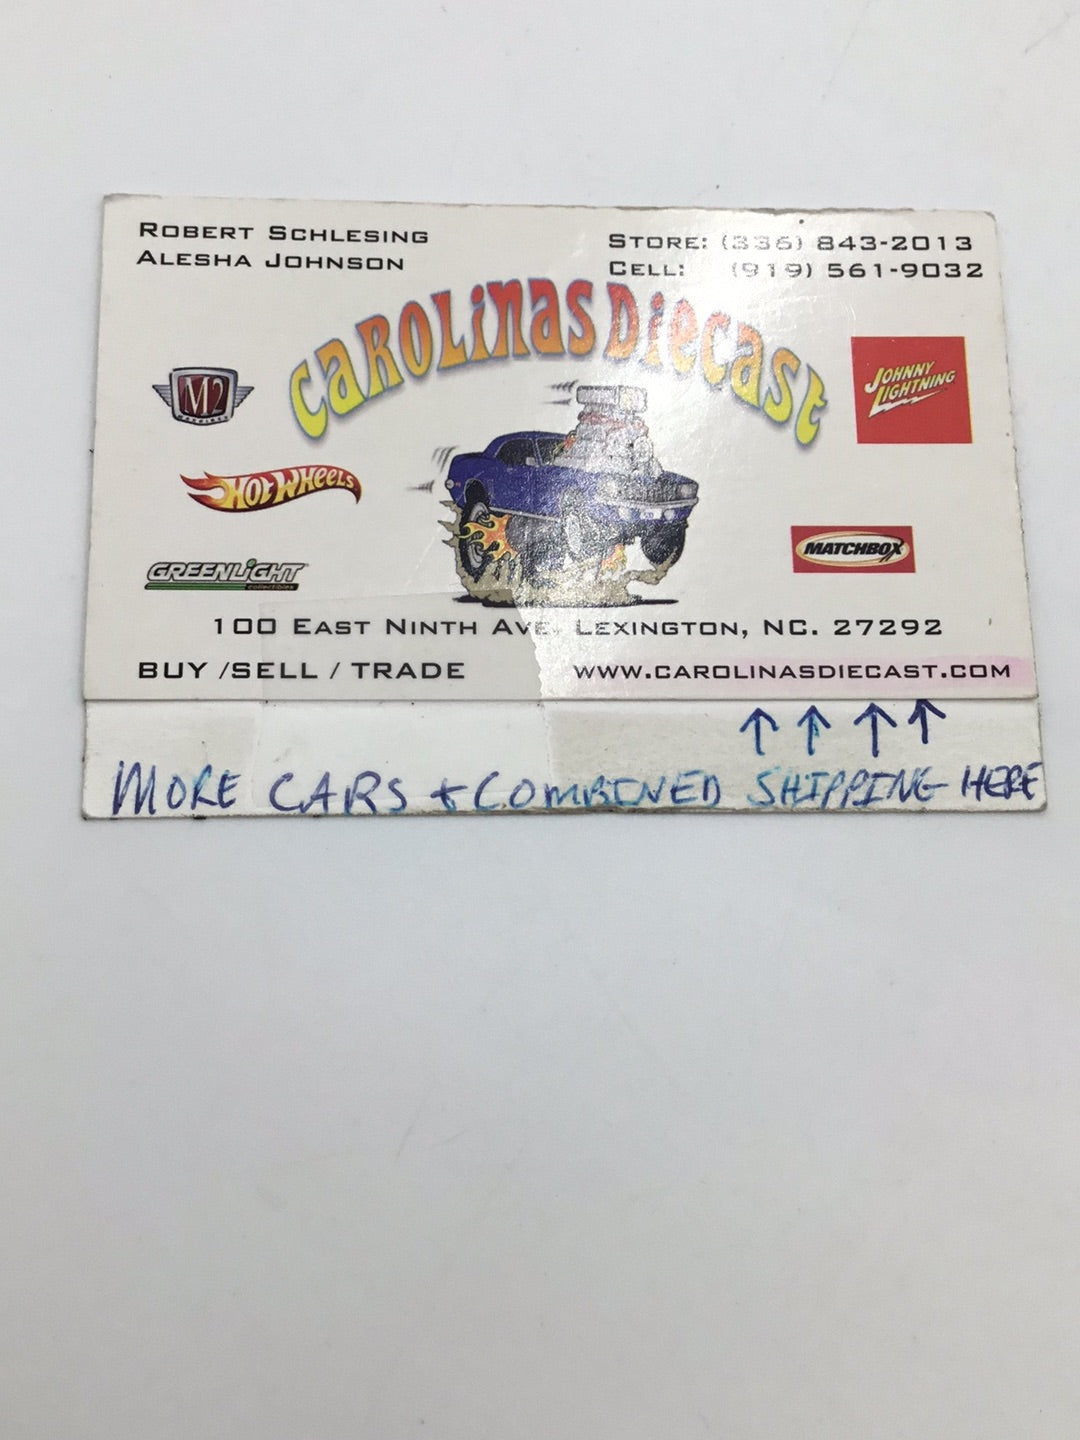 ROBERT SCHLESING
ALESHA JOHNSON
STORE: (336) 843-2013
CELL: (919) 561-9032
CAROLINAS DIECAST
M2
JOHNNY
LIGHTNING
HOT WHEELS
MATCHBOX
GREENLIGHT
collectibles
100 EAST NINTH AVE. LEXINGTON, NC. 27292
BUY /SELL / TRADE
WWW.CAROLINASDIECAST.COM
MORE CARS + COMBINED SHIPPING HERE